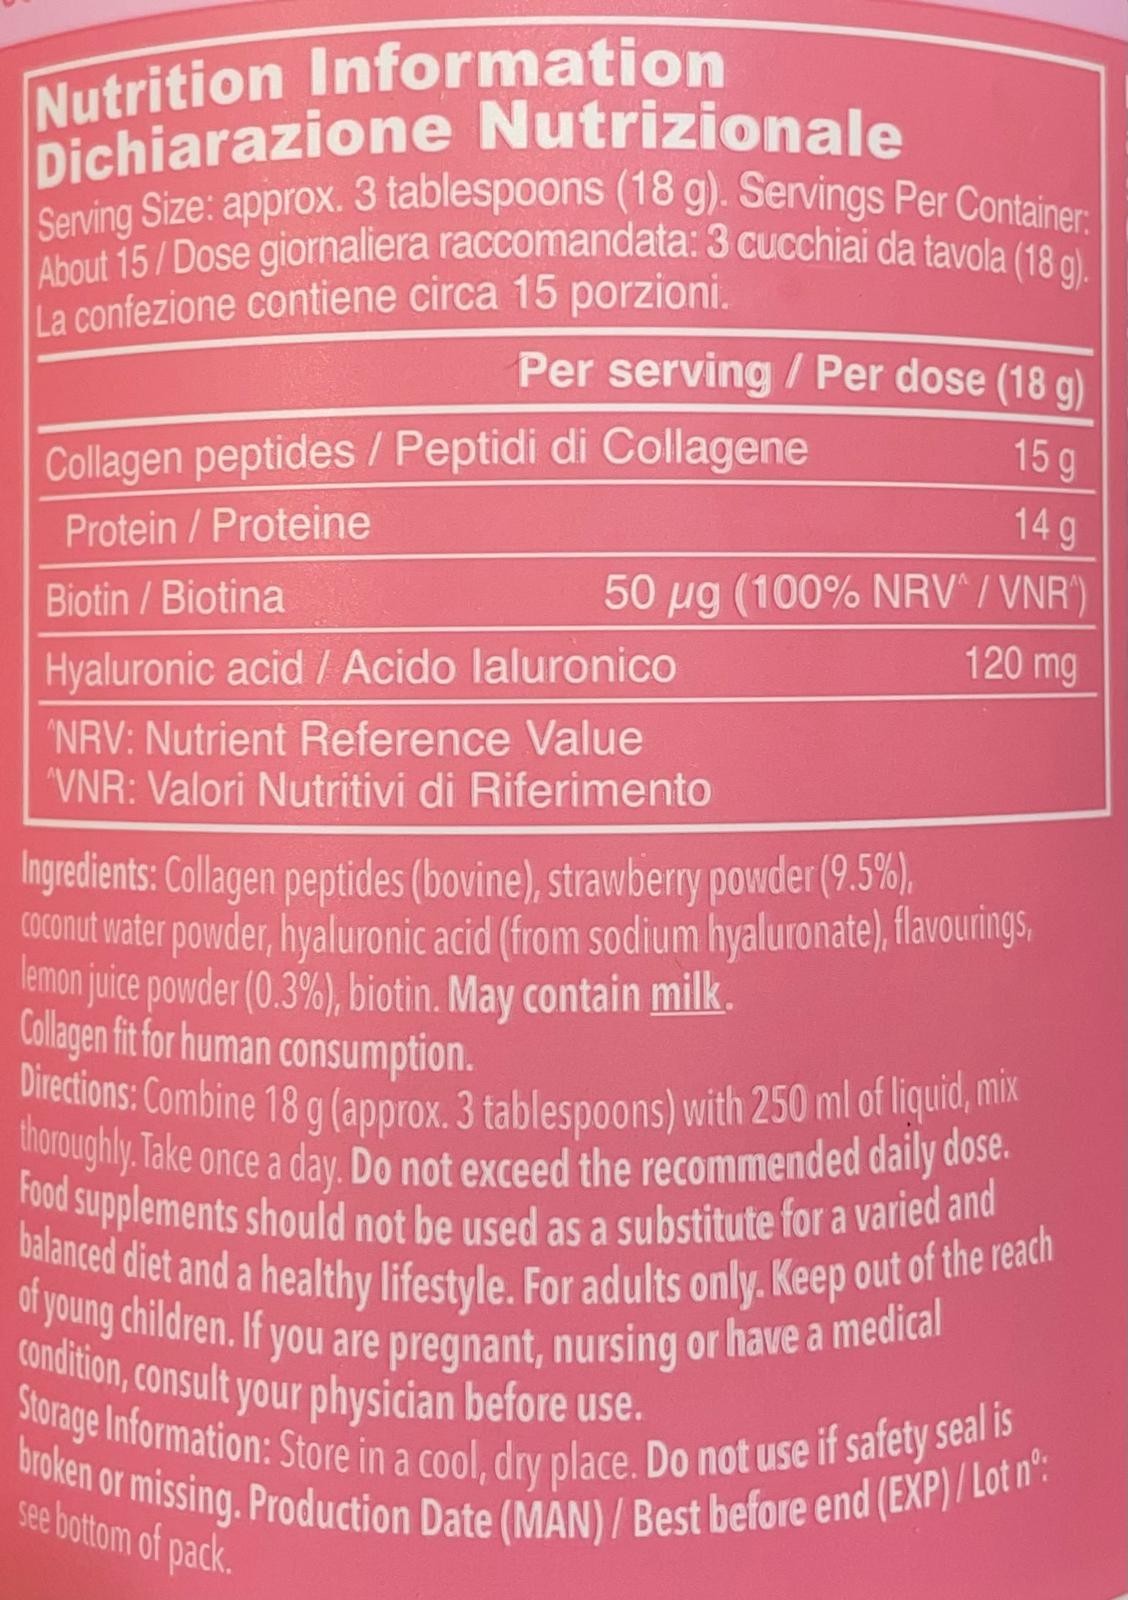 Nutrition Information
Dichiarazione Nutrizionale
Serving Size: approx. 3 tablespoons (18 g). Servings Per Container:
About 15 / Dose giornaliera raccomandata: 3 cucchiai da tavola (18 g).
La confezione contiene circa 15 porzioni.
Per serving / Per dose (18 g)
Collagen peptides / Peptidi di Collagene 15 g
Protein / Proteine 14 g
Biotin / Biotina 50 µg (100% NRV^ / VNR^)
Hyaluronic acid / Acido Ialuronico 120 mg
^NRV: Nutrient Reference Value
^VNR: Valori Nutritivi di Riferimento
Ingredients: Collagen peptides (bovine), strawberry powder (9.5%),
coconut water powder, hyaluronic acid (from sodium hyaluronate), flavourings,
lemon juice powder (0.3%), biotin. May contain milk.
Collagen fit for human consumption.
Directions: Combine 18 g (approx. 3 tablespoons) with 250 ml of liquid, mix
thoroughly. Take once a day. Do not exceed the recommended daily dose.
Food supplements should not be used as a substitute for a varied and
balanced diet and a healthy lifestyle. For adults only. Keep out of the reach
of young children. If you are pregnant, nursing or have a medical
condition, consult your physician before use.
Storage Information: Store in a cool, dry place. Do not use if safety seal is
broken or missing. Production Date (MAN) / Best before end (EXP) / Lot n°:
see bottom of pack.